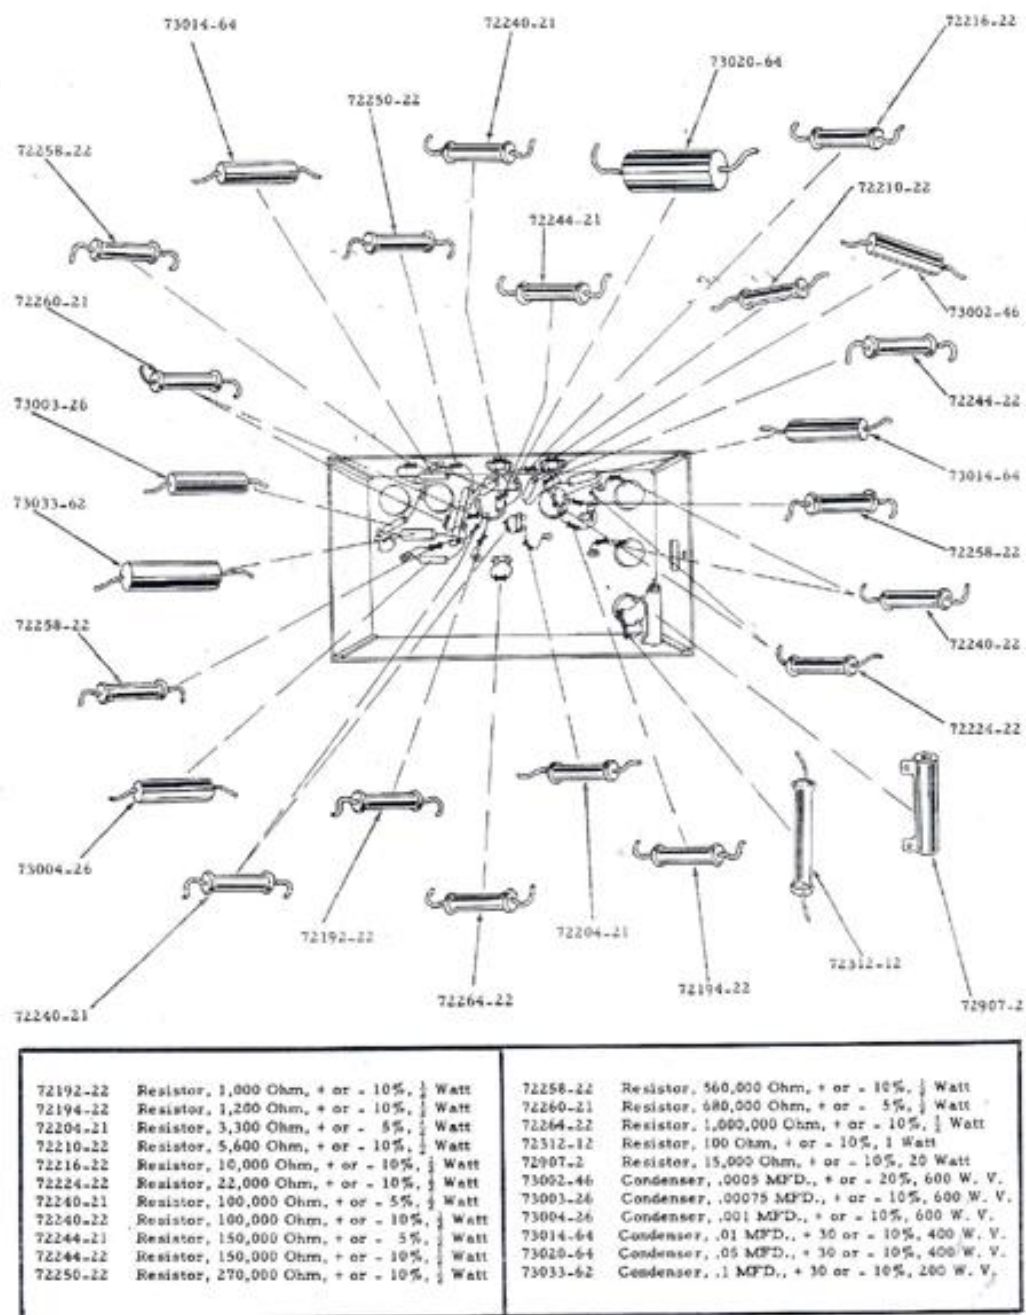 73014-64
72240-21
72216-22
73020-64
72250-22
72258-22
72210-22
72244-21
72260-21
73002-46
73003-26
72244-22
73014-64
73033-62
72258-22
72258-22
72240-22
72224-22
73004-26
72192-22
72204-21
72312-12
72194-22
72264-22
72907-2
72240-21
72192-22 Resistor, 1,000 Ohm, + or - 10%, ½ Watt
72194-22 Resistor, 1,200 Ohm, + or - 10%, ½ Watt
72204-21 Resistor, 3,300 Ohm, + or - 5%, ½ Watt
72210-22 Resistor, 5,600 Ohm, + or - 10%, ½ Watt
72216-22 Resistor, 10,000 Ohm, + or - 10%, ½ Watt
72224-22 Resistor, 22,000 Ohm, + or - 10%, ½ Watt
72240-21 Resistor, 100,000 Ohm, + or - 5%, ½ Watt
72240-22 Resistor, 100,000 Ohm, + or - 10%, ½ Watt
72244-21 Resistor, 150,000 Ohm, + or - 5%, ½ Watt
72244-22 Resistor, 150,000 Ohm, + or - 10%, ½ Watt
72250-22 Resistor, 270,000 Ohm, + or - 10%, ½ Watt
72258-22 Resistor, 560,000 Ohm, + or - 10%, ½ Watt
72260-21 Resistor, 680,000 Ohm, + or - 5%, ½ Watt
72264-22 Resistor, 1,000,000 Ohm, + or - 10%, ½ Watt
72312-12 Resistor, 100 Ohm, + or - 10%, 1 Watt
72907-2 Resistor, 15,000 Ohm, + or - 10%, 20 Watt
73002-46 Condenser, .0005 MFD., + or - 20%, 600 W. V.
73003-26 Condenser, .00075 MFD., + or - 10%, 600 W. V.
73004-26 Condenser, .001 MFD., + or - 10%, 600 W. V.
73014-64 Condenser, .01 MFD., + 30 or - 10%, 400 W. V.
73020-64 Condenser, .05 MFD., + 30 or - 10%, 400 W. V.
73033-62 Condenser, .1 MFD., + 30 or - 10%, 200 W. V.